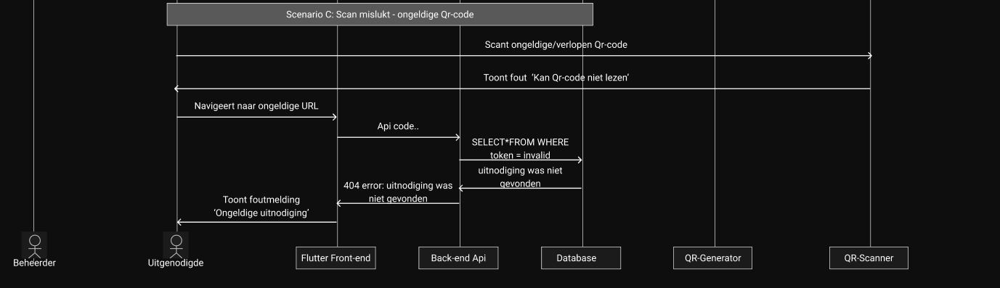 Scenario C: Scan mislukt - ongeldige Qr-code
Scant ongeldige/verlopen Qr-code
Toont fout ‘Kan Qr-code niet lezen’
Navigeert naar ongeldige URL
Api code..
SELECT*FROM WHERE
token = invalid
uitnodiging was niet
gevonden
404 error: uitnodiging was
niet gevonden
Toont foutmelding
‘Ongeldige uitnodiging’
Beheerder
Uitgenodigde
Flutter Front-end
Back-end Api
Database
QR-Generator
QR-Scanner